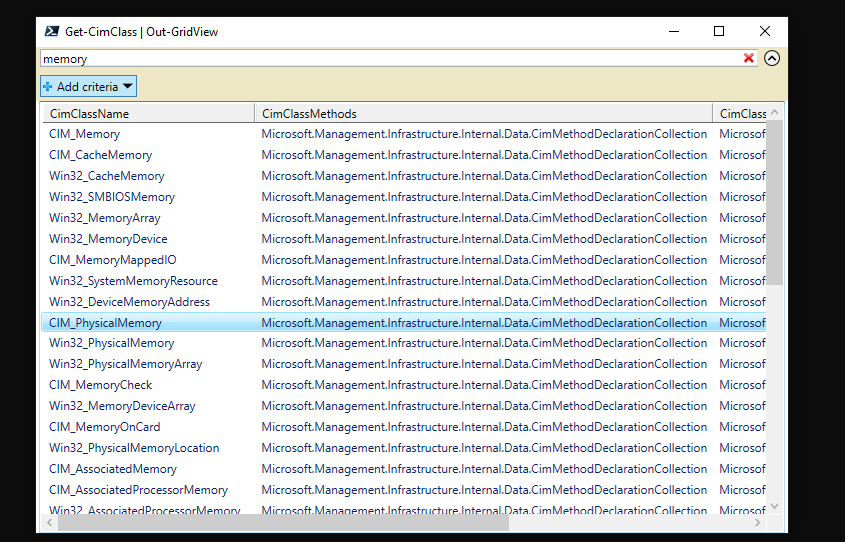 Get-CimClass | Out-GridView
memory
Add criteria
CimClassName CimClassMethods CimClass
CIM_Memory Microsoft.Management.Infrastructure.Internal.Data.CimMethodDeclarationCollection Microsof
CIM_CacheMemory Microsoft.Management.Infrastructure.Internal.Data.CimMethodDeclarationCollection Microsof
Win32_CacheMemory Microsoft.Management.Infrastructure.Internal.Data.CimMethodDeclarationCollection Microsof
Win32_SMBIOSMemory Microsoft.Management.Infrastructure.Internal.Data.CimMethodDeclarationCollection Microsof
Win32_MemoryArray Microsoft.Management.Infrastructure.Internal.Data.CimMethodDeclarationCollection Microsof
Win32_MemoryDevice Microsoft.Management.Infrastructure.Internal.Data.CimMethodDeclarationCollection Microsof
CIM_MemoryMappedIO Microsoft.Management.Infrastructure.Internal.Data.CimMethodDeclarationCollection Microsof
Win32_SystemMemoryResource Microsoft.Management.Infrastructure.Internal.Data.CimMethodDeclarationCollection Microsof
Win32_DeviceMemoryAddress Microsoft.Management.Infrastructure.Internal.Data.CimMethodDeclarationCollection Microsof
CIM_PhysicalMemory Microsoft.Management.Infrastructure.Internal.Data.CimMethodDeclarationCollection Microsof
Win32_PhysicalMemory Microsoft.Management.Infrastructure.Internal.Data.CimMethodDeclarationCollection Microsof
Win32_PhysicalMemoryArray Microsoft.Management.Infrastructure.Internal.Data.CimMethodDeclarationCollection Microsof
CIM_MemoryCheck Microsoft.Management.Infrastructure.Internal.Data.CimMethodDeclarationCollection Microsof
Win32_MemoryDeviceArray Microsoft.Management.Infrastructure.Internal.Data.CimMethodDeclarationCollection Microsof
CIM_MemoryOnCard Microsoft.Management.Infrastructure.Internal.Data.CimMethodDeclarationCollection Microsof
Win32_PhysicalMemoryLocation Microsoft.Management.Infrastructure.Internal.Data.CimMethodDeclarationCollection Microsof
CIM_AssociatedMemory Microsoft.Management.Infrastructure.Internal.Data.CimMethodDeclarationCollection Microsof
CIM_AssociatedProcessorMemory Microsoft.Management.Infrastructure.Internal.Data.CimMethodDeclarationCollection Microsof
Win32_AssociatedProcessorMemory Microsoft.Management.Infrastructure.Internal.Data.CimMethodDeclarationCollection Microsof